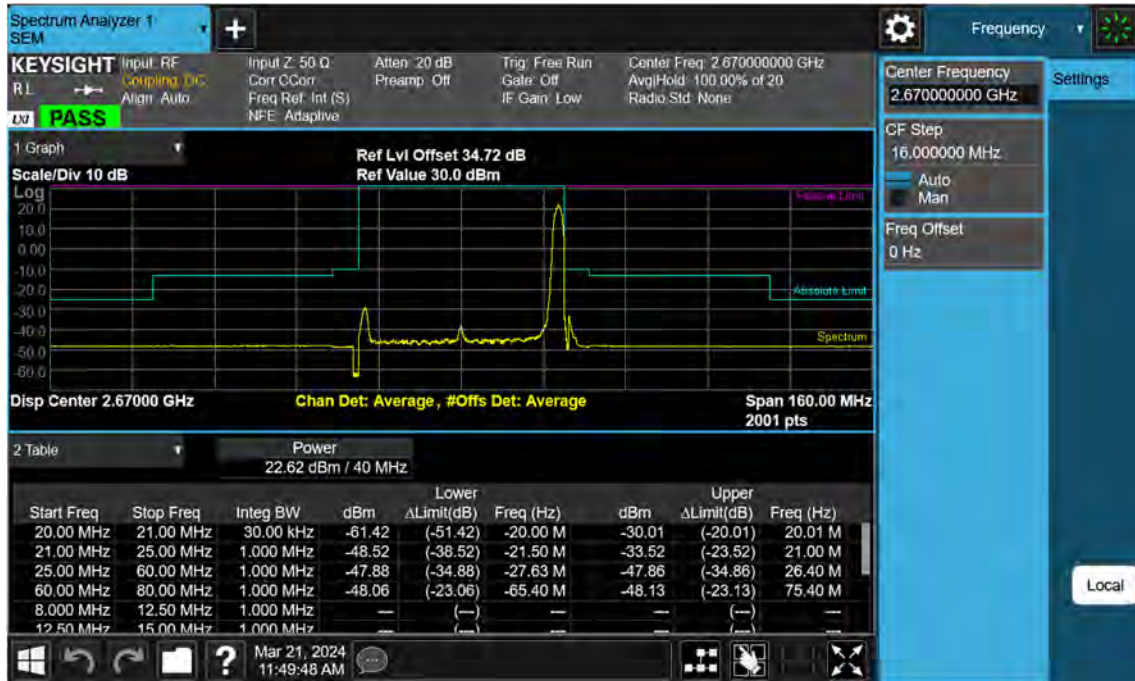 Spectrum Analyzer 1
SEM
+
Frequency
KEYSIGHT
RL
Input: RF
Coupling: DC
Align: Auto
Input Z: 50 Ω
Corr CCorr
Freq Ref: Int (S)
NFE: Adaptive
Atten: 20 dB
Preamp: Off
Trig: Free Run
Gate: Off
IF Gain: Low
Center Freq: 2.670000000 GHz
Avg|Hold: 100.00% of 20
Radio Std: None
LXI PASS
Center Frequency
2.670000000 GHz
Settings
CF Step
16.000000 MHz
Auto
Man
Freq Offset
0 Hz
1 Graph
Scale/Div 10 dB
Ref Lvl Offset 34.72 dB
Ref Value 30.0 dBm
Log
20.0
10.0
0.00
-10.0
-20.0
-30.0
-40.0
-50.0
-60.0
Relative Limit
Absolute Limit
Spectrum
Disp Center 2.67000 GHz
Chan Det: Average , #Offs Det: Average
Span 160.00 MHz
2001 pts
2 Table
Power
22.62 dBm / 40 MHz
Lower Upper
Start Freq Stop Freq Integ BW dBm ΔLimit(dB) Freq (Hz) dBm ΔLimit(dB) Freq (Hz)
20.00 MHz 21.00 MHz 30.00 kHz -61.42 (-51.42) -20.00 M -30.01 (-20.01) 20.01 M
21.00 MHz 25.00 MHz 1.000 MHz -48.52 (-38.52) -21.50 M -33.52 (-23.52) 21.00 M
25.00 MHz 60.00 MHz 1.000 MHz -47.88 (-34.88) -27.63 M -47.86 (-34.86) 26.40 M
60.00 MHz 80.00 MHz 1.000 MHz -48.06 (-23.06) -65.40 M -48.13 (-23.13) 75.40 M
8.000 MHz 12.50 MHz 1.000 MHz --- (---) --- --- (---) ---
12.50 MHz 15.00 MHz 1.000 MHz --- (---) --- --- (---) ---
Local
?
Mar 21, 2024
11:49:48 AM